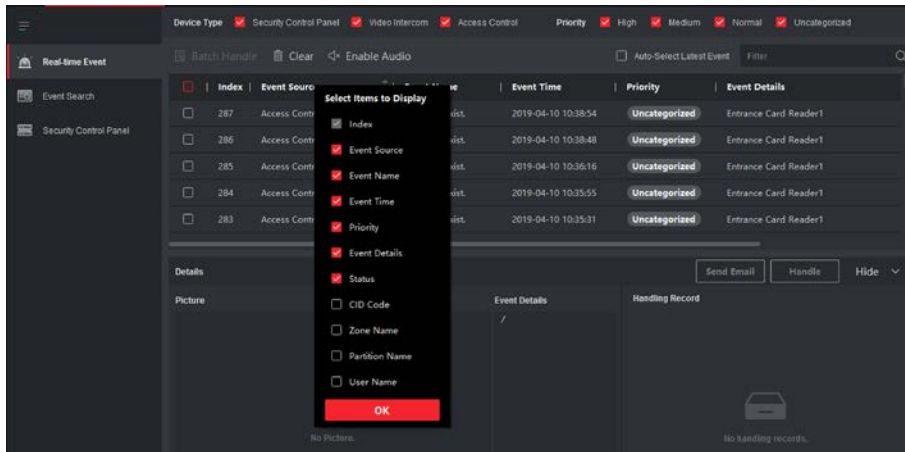 Device Type Security Control Panel Video Intercom Access Control Priority High Medium Normal Uncategorized
Real-time Event
Event Search
Security Control Panel
Batch Handle Clear Enable Audio Auto-Select Latest Event Filter
Index Event Event Time Priority Event Details
287 Access 2019-04-10 10:38:54 Uncategorized Entrance Card Reader1
286 Access 2019-04-10 10:38:48 Uncategorized Entrance Card Reader1
285 Access 2019-04-10 10:36:16 Uncategorized Entrance Card Reader1
284 Access 2019-04-10 10:35:55 Uncategorized Entrance Card Reader1
283 Access 2019-04-10 10:35:31 Uncategorized Entrance Card Reader1
Select Items to Display
Index
Event Source
Event Name
Event Time
Priority
Event Details
Status
CID Code
Zone Name
Partition Name
User Name
OK
Details Send Email Handle Hide
Picture Event Details Handling Record
/
No Picture. No handling records.